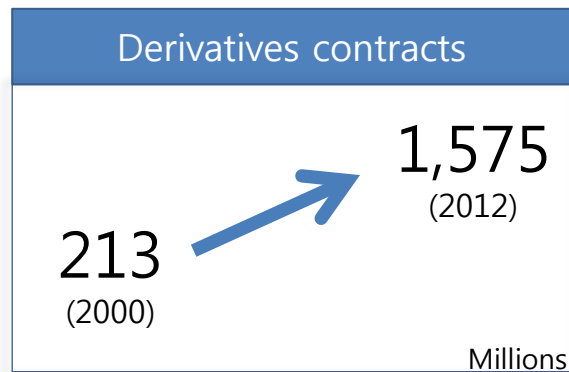 Derivatives contracts
1,575
(2012)
213
(2000)
Millions